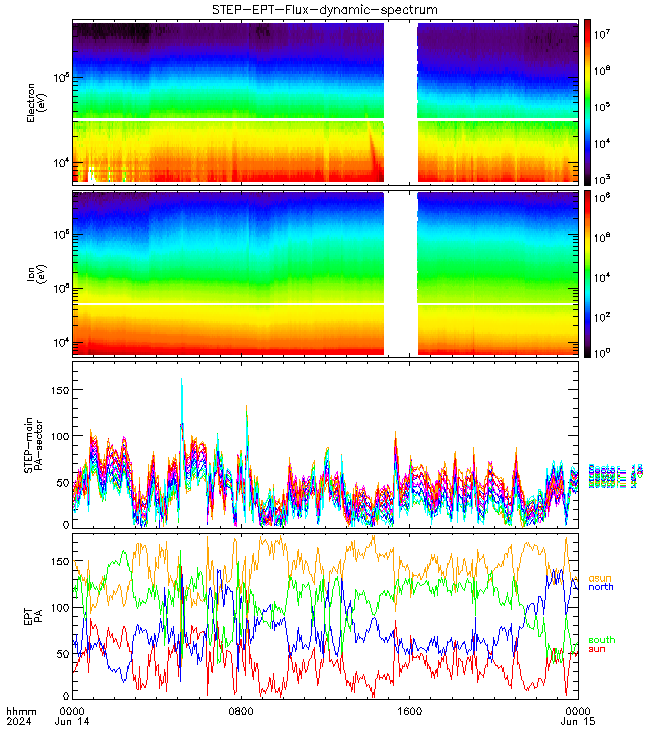 STEP-EPT-Flux-dynamic-spectrum
Electron
(eV)
10^5
10^4
10^7
10^6
10^5
10^4
10^3
Ion
(eV)
10^6
10^5
10^4
10^8
10^6
10^4
10^2
10^0
STEP-main
PA-sector
150
100
50
0
EPT
PA
150
100
50
0
asun
north
south
sun
hhmm
2024
0000
Jun 14
0800
1600
0000
Jun 15